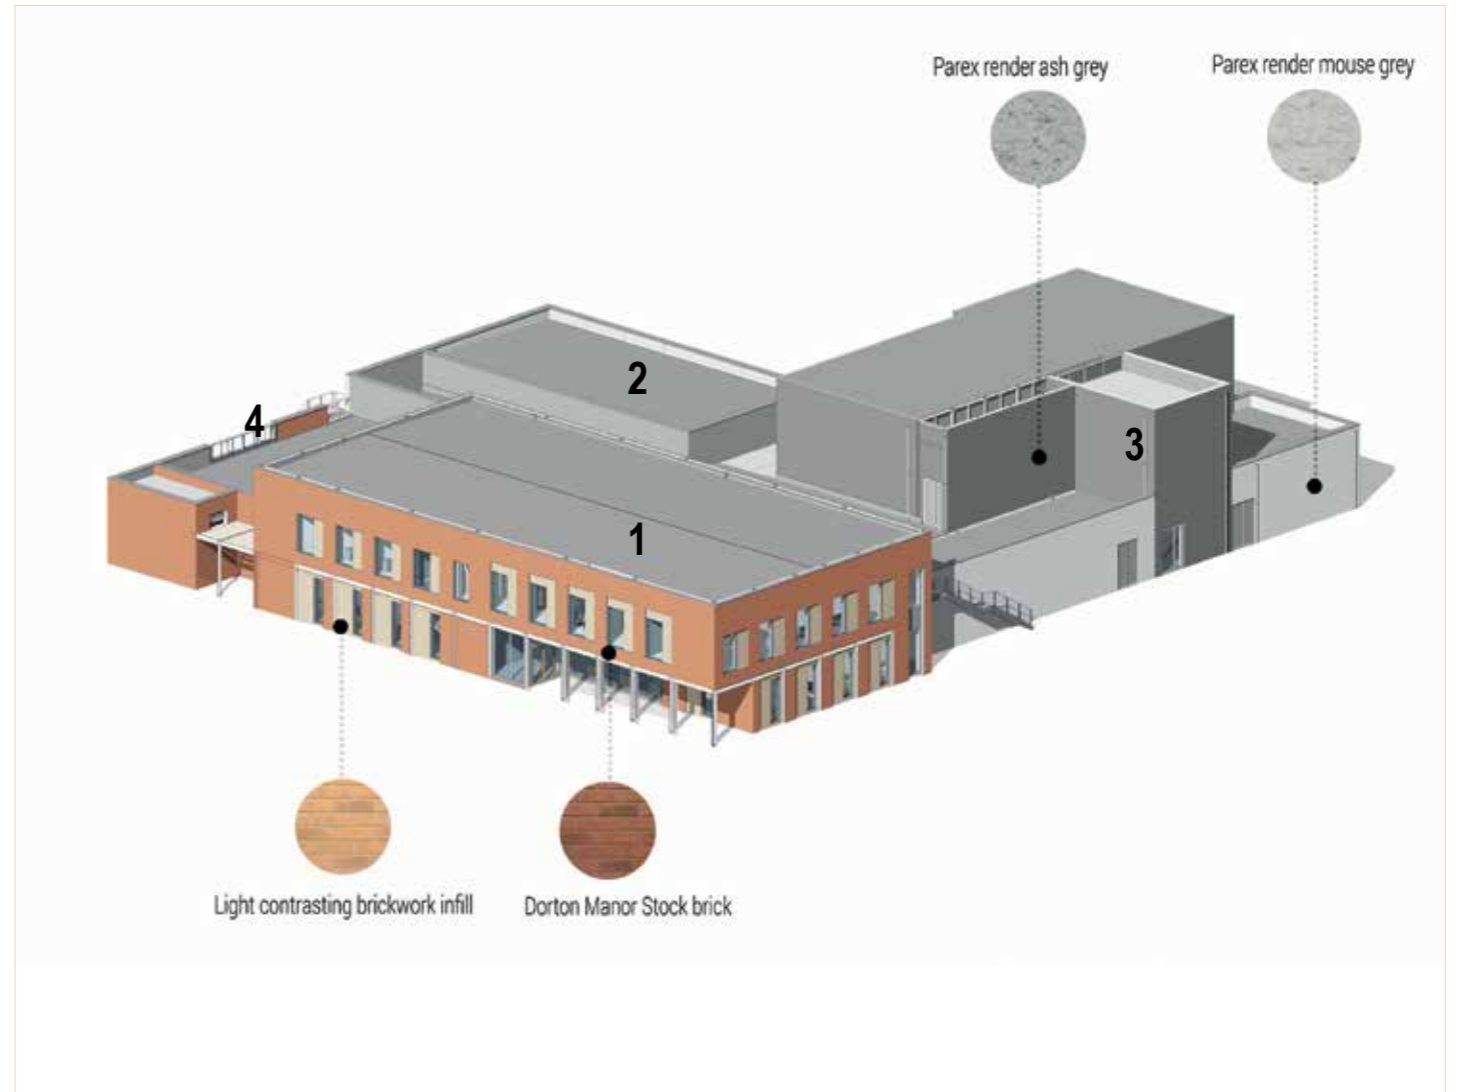 Parex render ash grey
Parex render mouse grey
2
4
3
1
Light contrasting brickwork infill
Dorton Manor Stock brick